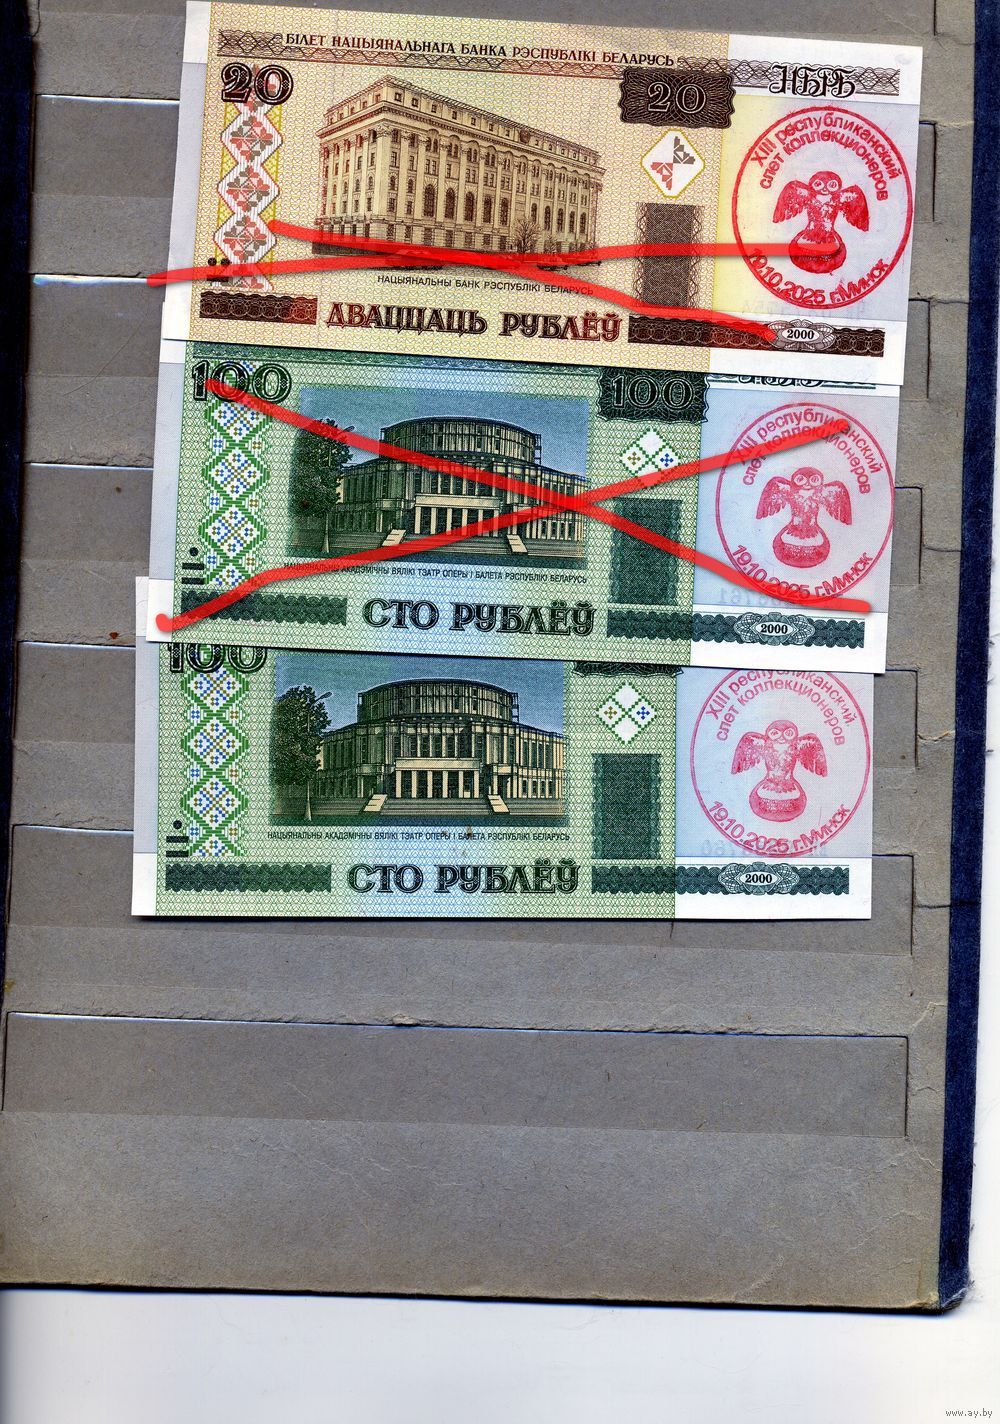 БІЛЕТ НАЦЫЯНАЛЬНАГА БАНКА РЭСПУБЛІКІ БЕЛАРУСЬ
НБРБ
20
20
XIII республиканский
слет коллекционеров
19.10.2025 г.Минск
НАЦЫЯНАЛЬНЫ БАНК РЭСПУБЛІКІ БЕЛАРУСЬ
ДВАЦЦАЦЬ РУБЛЁЎ
2000
100
100
XIII республиканский
слет коллекционеров
19.10.2025 г.Минск
НАЦЫЯНАЛЬНЫ АКАДЭМІЧНЫ ВЯЛІКІ ТЭАТР ОПЕРЫ І БАЛЕТА РЭСПУБЛІКІ БЕЛАРУСЬ
СТО РУБЛЁЎ
2000
100
XIII республиканский
слет коллекционеров
19.10.2025 г.Минск
НАЦЫЯНАЛЬНЫ АКАДЭМІЧНЫ ВЯЛІКІ ТЭАТР ОПЕРЫ І БАЛЕТА РЭСПУБЛІКІ БЕЛАРУСЬ
СТО РУБЛЁЎ
2000
www.ay.by